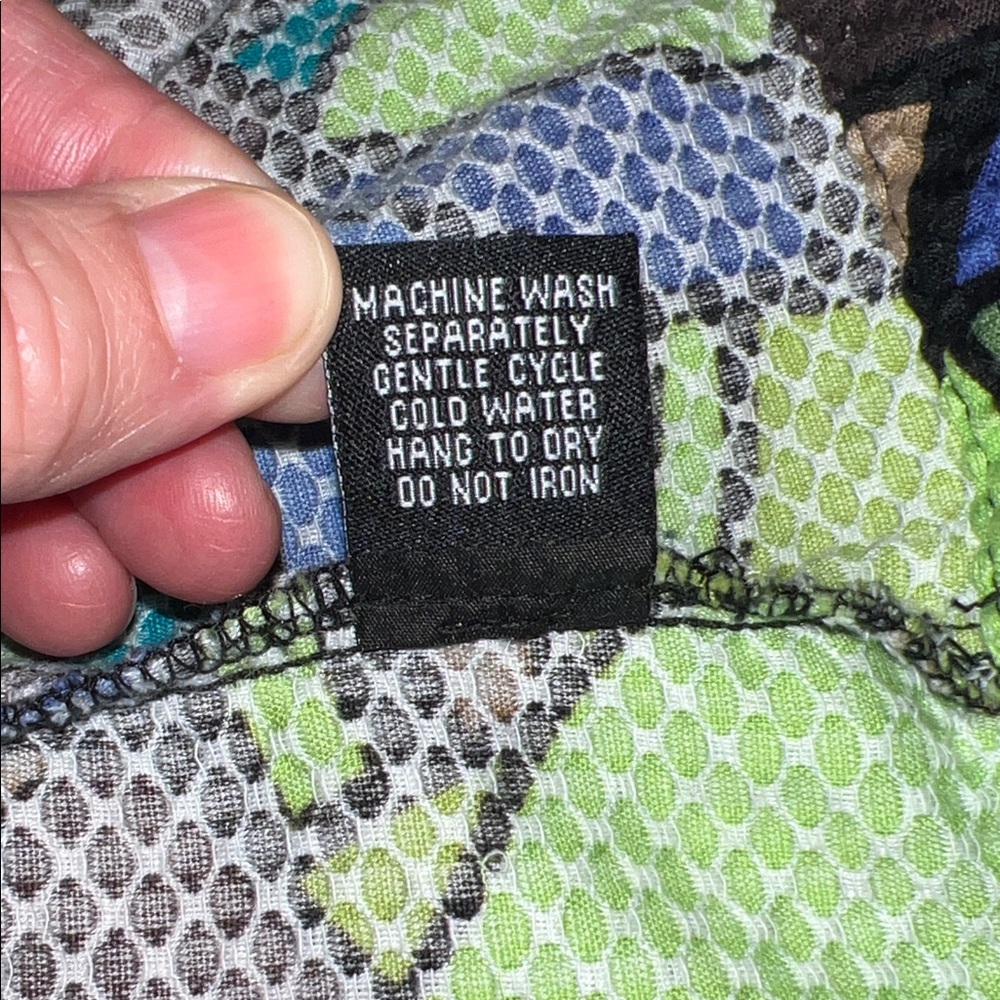 MACHINE WASH
SEPARATELY
GENTLE CYCLE
COLD WATER
HANG TO DRY
DO NOT IRON